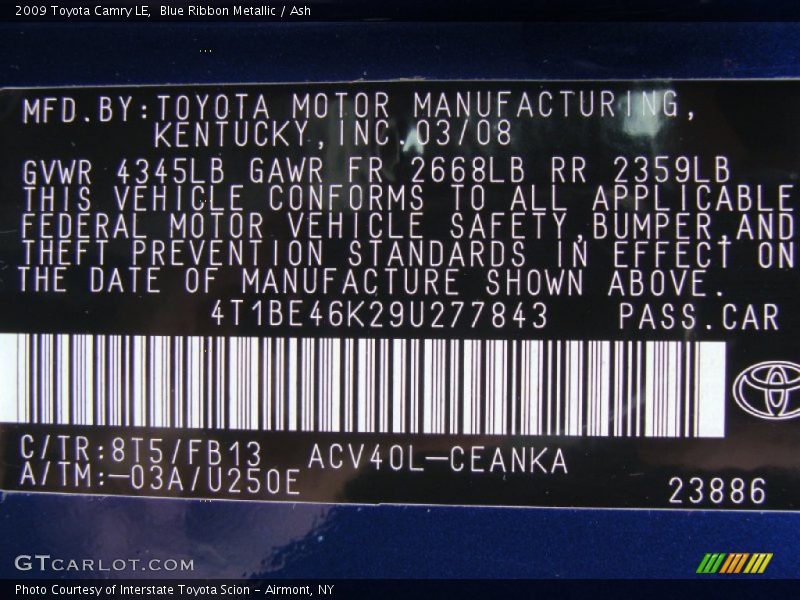 2009 Toyota Camry LE,  Blue Ribbon Metallic / Ash
MFD.BY:TOYOTA MOTOR MANUFACTURING,
KENTUCKY,INC.03/08
GVWR 4345LB GAWR FR 2668LB RR 2359LB
THIS VEHICLE CONFORMS TO ALL APPLICABLE
FEDERAL MOTOR VEHICLE SAFETY,BUMPER,AND
THEFT PREVENTION STANDARDS IN EFFECT ON
THE DATE OF MANUFACTURE SHOWN ABOVE.
4T1BE46K29U277843 PASS.CAR
C/TR:8T5/FB13 ACV40L-CEANKA
A/TM:-03A/U250E
23886
GTCARLOT.COM
Photo Courtesy of Interstate Toyota Scion - Airmont, NY